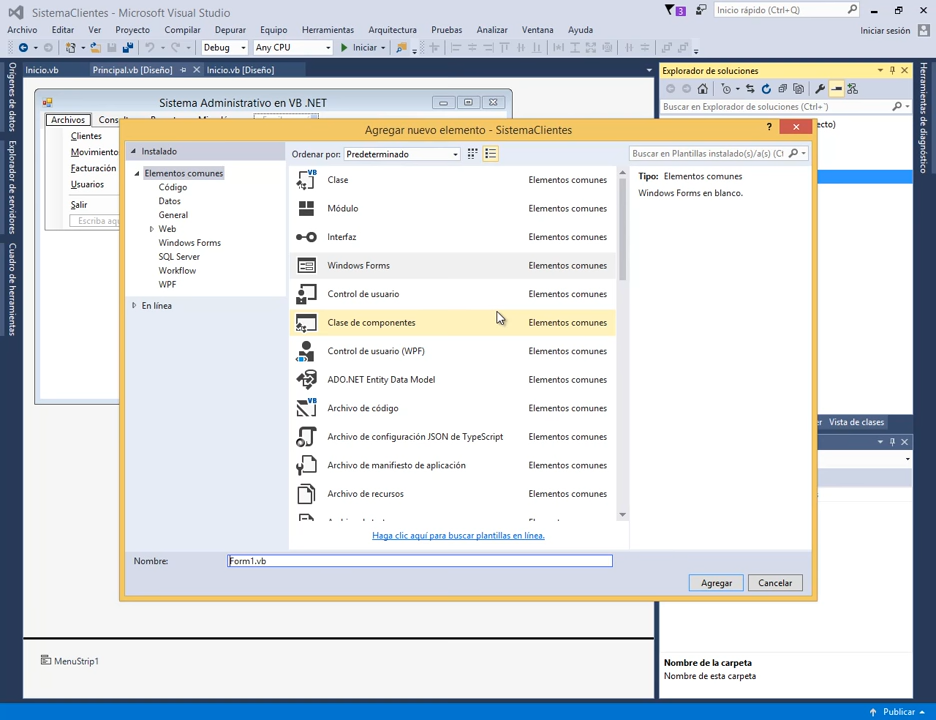 SistemaClientes - Microsoft Visual Studio
3
Inicio rápido (Ctrl+Q)
Archivo Editar Ver Proyecto Compilar Depurar Equipo Herramientas Arquitectura Pruebas Analizar Ventana Ayuda
Iniciar sesión
Debug Any CPU Iniciar
Orígenes de datos
Explorador de servidores
Cuadro de herramientas
Inicio.vb Principal.vb [Diseño] Inicio.vb [Diseño]
Sistema Administrativo en VB .NET
Archivos
Clientes
Facturación
Usuarios
Salir
Agregar nuevo elemento - SistemaClientes
?
Instalado
Elementos comunes
Código
Datos
General
Web
Windows Forms
SQL Server
Workflow
WPF
En línea
Ordenar por: Predeterminado
VB
Clase Elementos comunes
Módulo Elementos comunes
Interfaz Elementos comunes
Windows Forms Elementos comunes
Control de usuario Elementos comunes
Clase de componentes Elementos comunes
Control de usuario (WPF) Elementos comunes
ADO.NET Entity Data Model Elementos comunes
VB
Archivo de código Elementos comunes
Archivo de configuración JSON de TypeScript Elementos comunes
Archivo de manifiesto de aplicación Elementos comunes
Archivo de recursos Elementos comunes
Haga clic aquí para buscar plantillas en línea.
Buscar en Plantillas instalado(s)/a(s) (Ct
Tipo: Elementos comunes
Windows Forms en blanco.
Nombre: Form1.vb
Agregar Cancelar
Explorador de soluciones
Buscar en Explorador de soluciones (Ctrl+´)
Vista de clases
Herramientas de diagnóstico
Nombre de la carpeta
Nombre de esta carpeta
MenuStrip1
Publicar